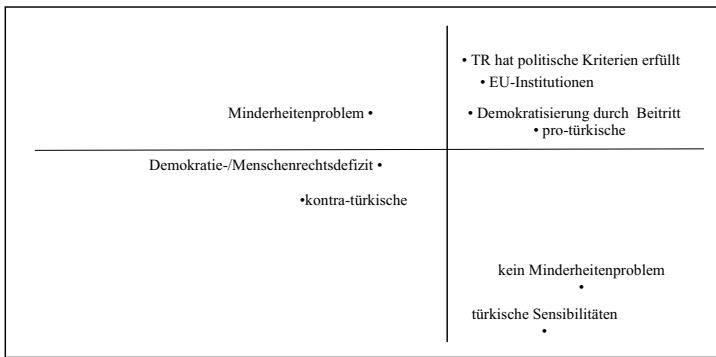 • TR hat politische Kriterien erfüllt
• EU-Institutionen
Minderheitenproblem •
• Demokratisierung durch Beitritt
• pro-türkische
Demokratie-/Menschenrechtsdefizit •
•kontra-türkische
kein Minderheitenproblem
•
türkische Sensibilitäten
•